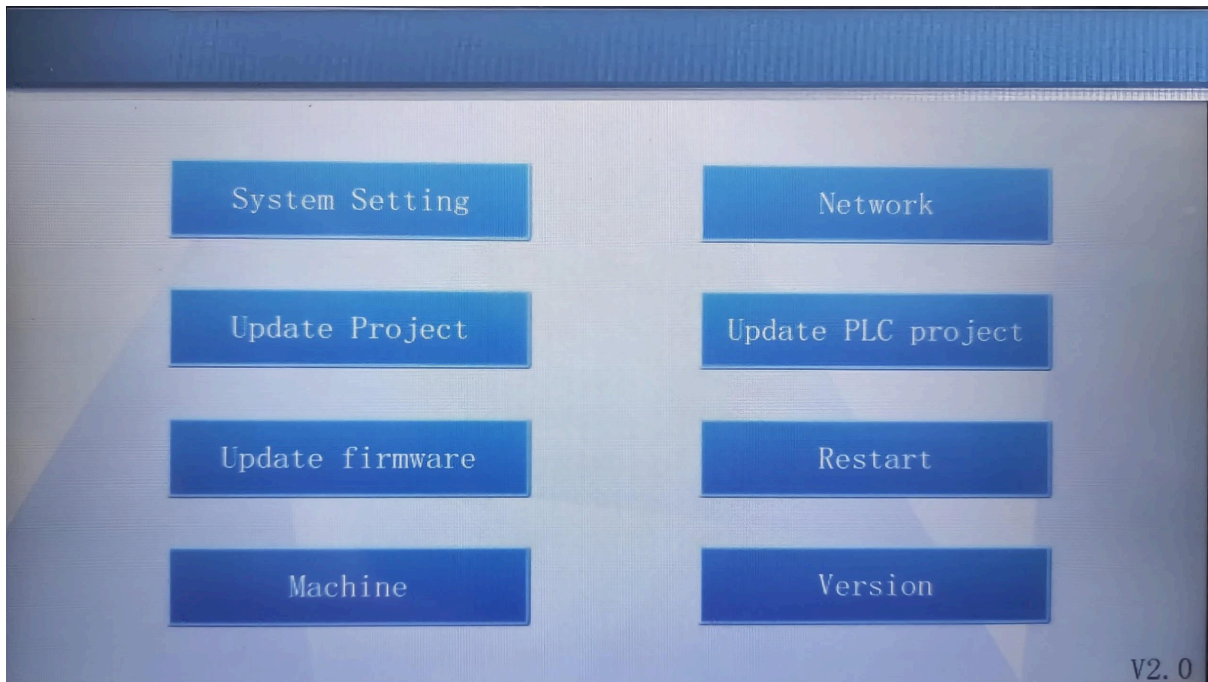 System Setting
Network
Update Project
Update PLC project
Update firmware
Restart
Machine
Version
V2.0